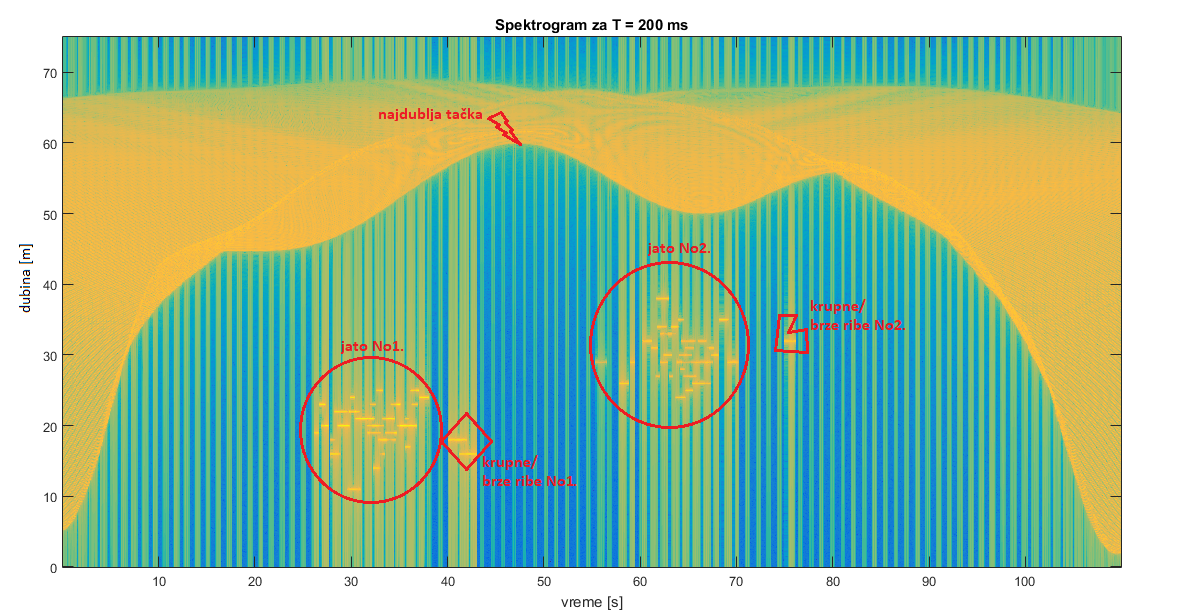 Spektrogram za T = 200 ms
dubina [m]
70
60
50
40
30
20
10
0
najdublja tačka
jato No2.
krupne/
brze ribe No2.
jato No1.
krupne/
brze ribe No1.
10 20 30 40 50 60 70 80 90 100
vreme [s]